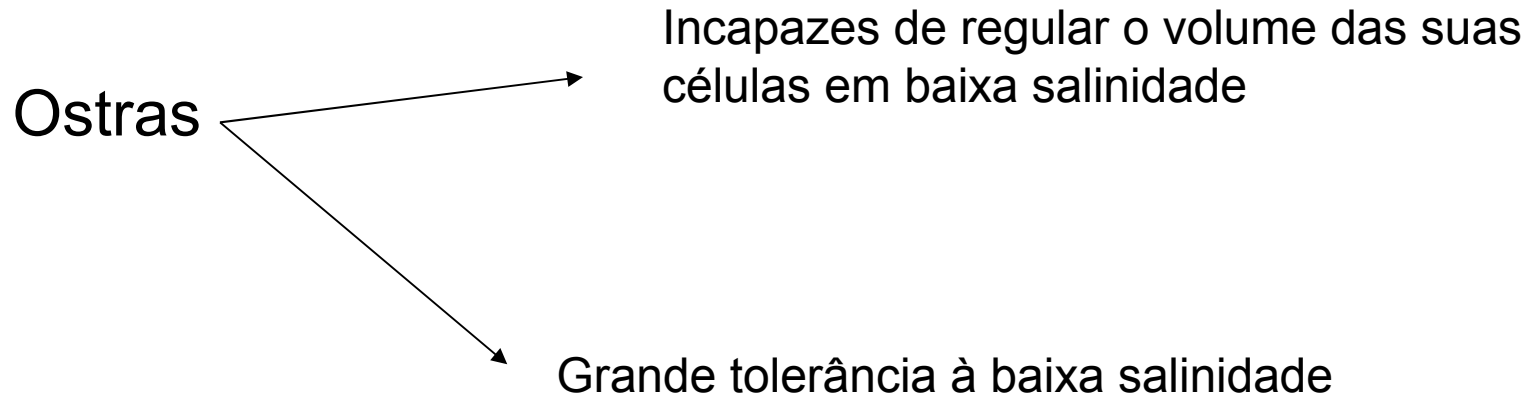 Ostras
Incapazes de regular o volume das suas
células em baixa salinidade
Grande tolerância à baixa salinidade